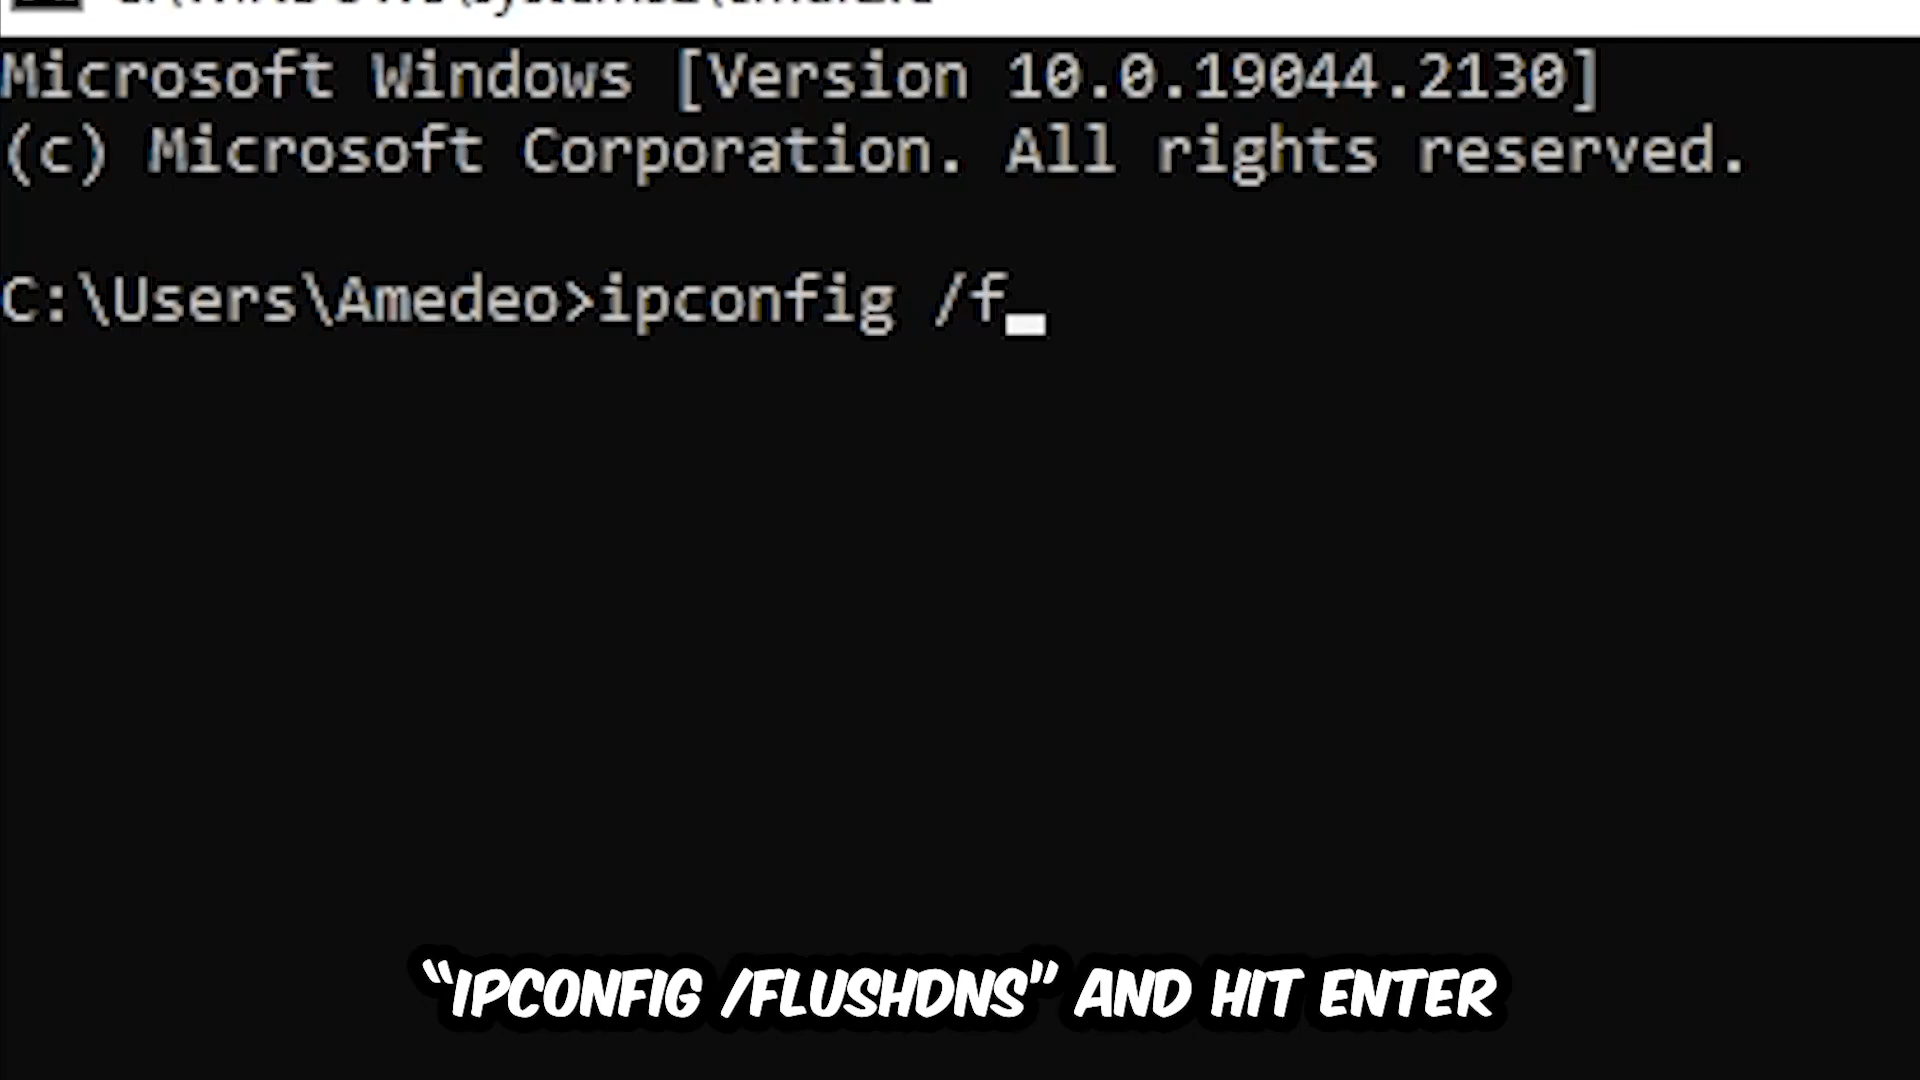 Microsoft Windows [Version 10.0.19044.2130]
(c) Microsoft Corporation. All rights reserved.
C:\Users\Amedeo>ipconfig /f
“IPCONFIG /FLUSHDNS” AND HIT ENTER